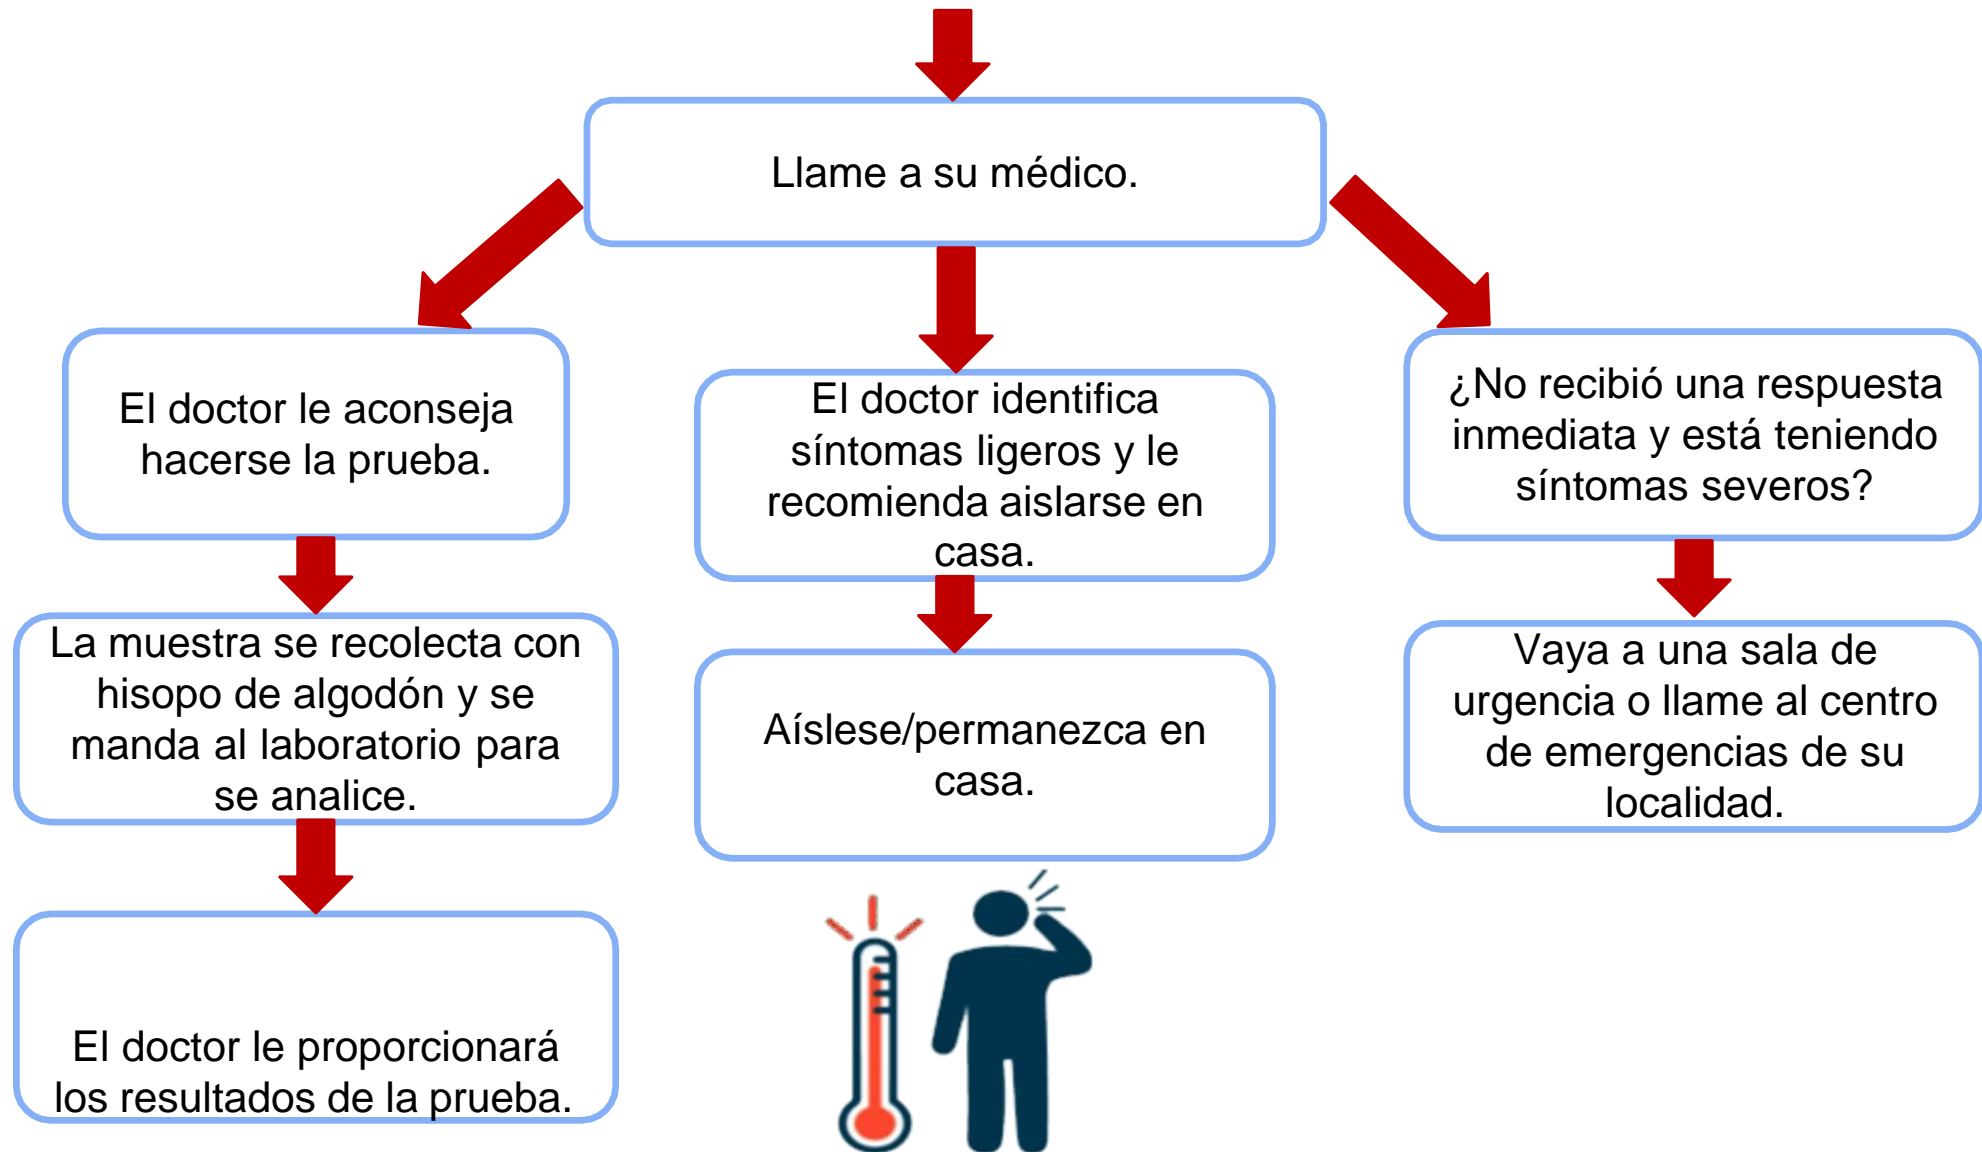 Llame a su médico.
El doctor le aconseja
hacerse la prueba.
La muestra se recolecta con
hisopo de algodón y se
manda al laboratorio para
se analice.
El doctor le proporcionará
los resultados de la prueba.
El doctor identifica
síntomas ligeros y le
recomienda aislarse en
casa.
Aíslese/permanezca en
casa.
¿No recibió una respuesta
inmediata y está teniendo
síntomas severos?
Vaya a una sala de
urgencia o llame al centro
de emergencias de su
localidad.